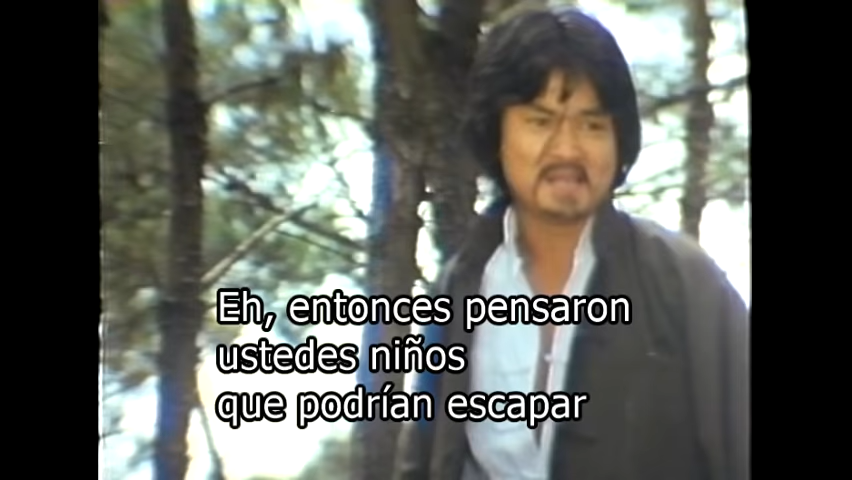 Eh, entonces pensaron
ustedes niños
que podrían escapar